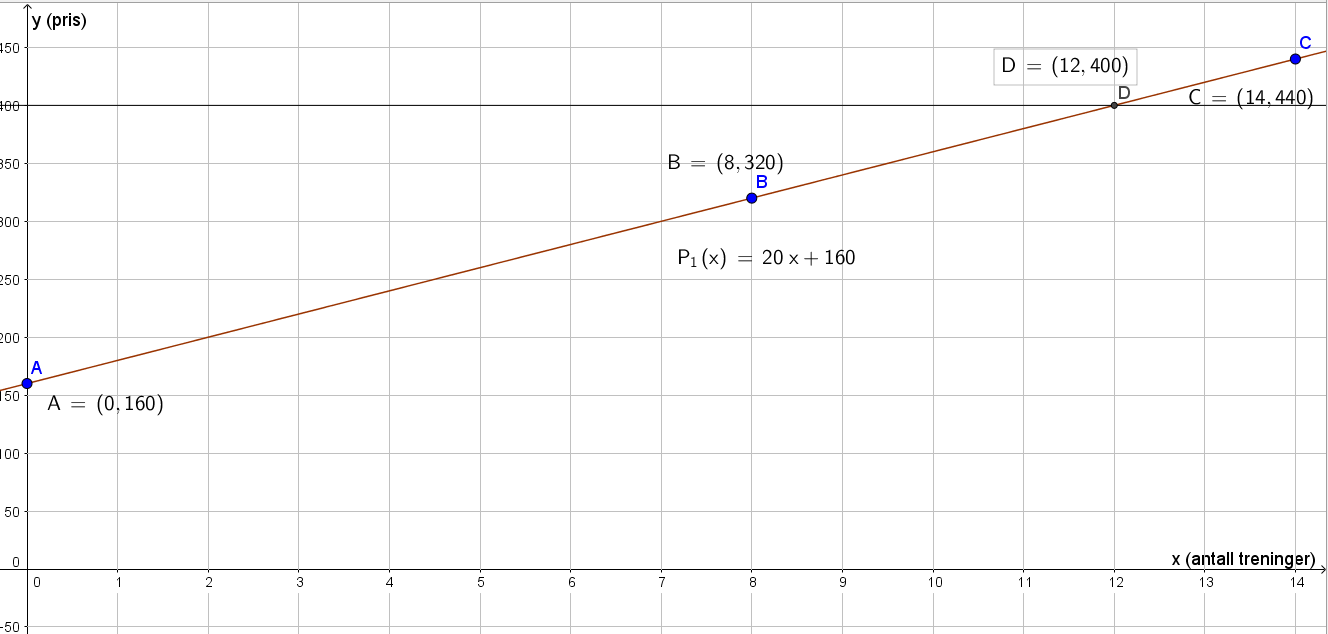 y (pris)
C
450
D = (12, 400)
D
C = (14, 440)
400
B = (8, 320)
350
B
300
P₁(x) = 20 x + 160
250
200
A
150
A = (0, 160)
100
50
0
x (antall treninger)
0 1 2 3 4 5 6 7 8 9 10 11 12 13 14
-50